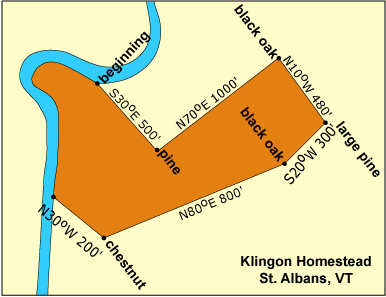 black oak
beginning
N10°W 480'
S30°E 500'
N70°E 1000'
large pine
black oak
pine
S20°W 300'
N80°E 800'
N30°W 200'
chestnut
Klingon Homestead
St. Albans, VT